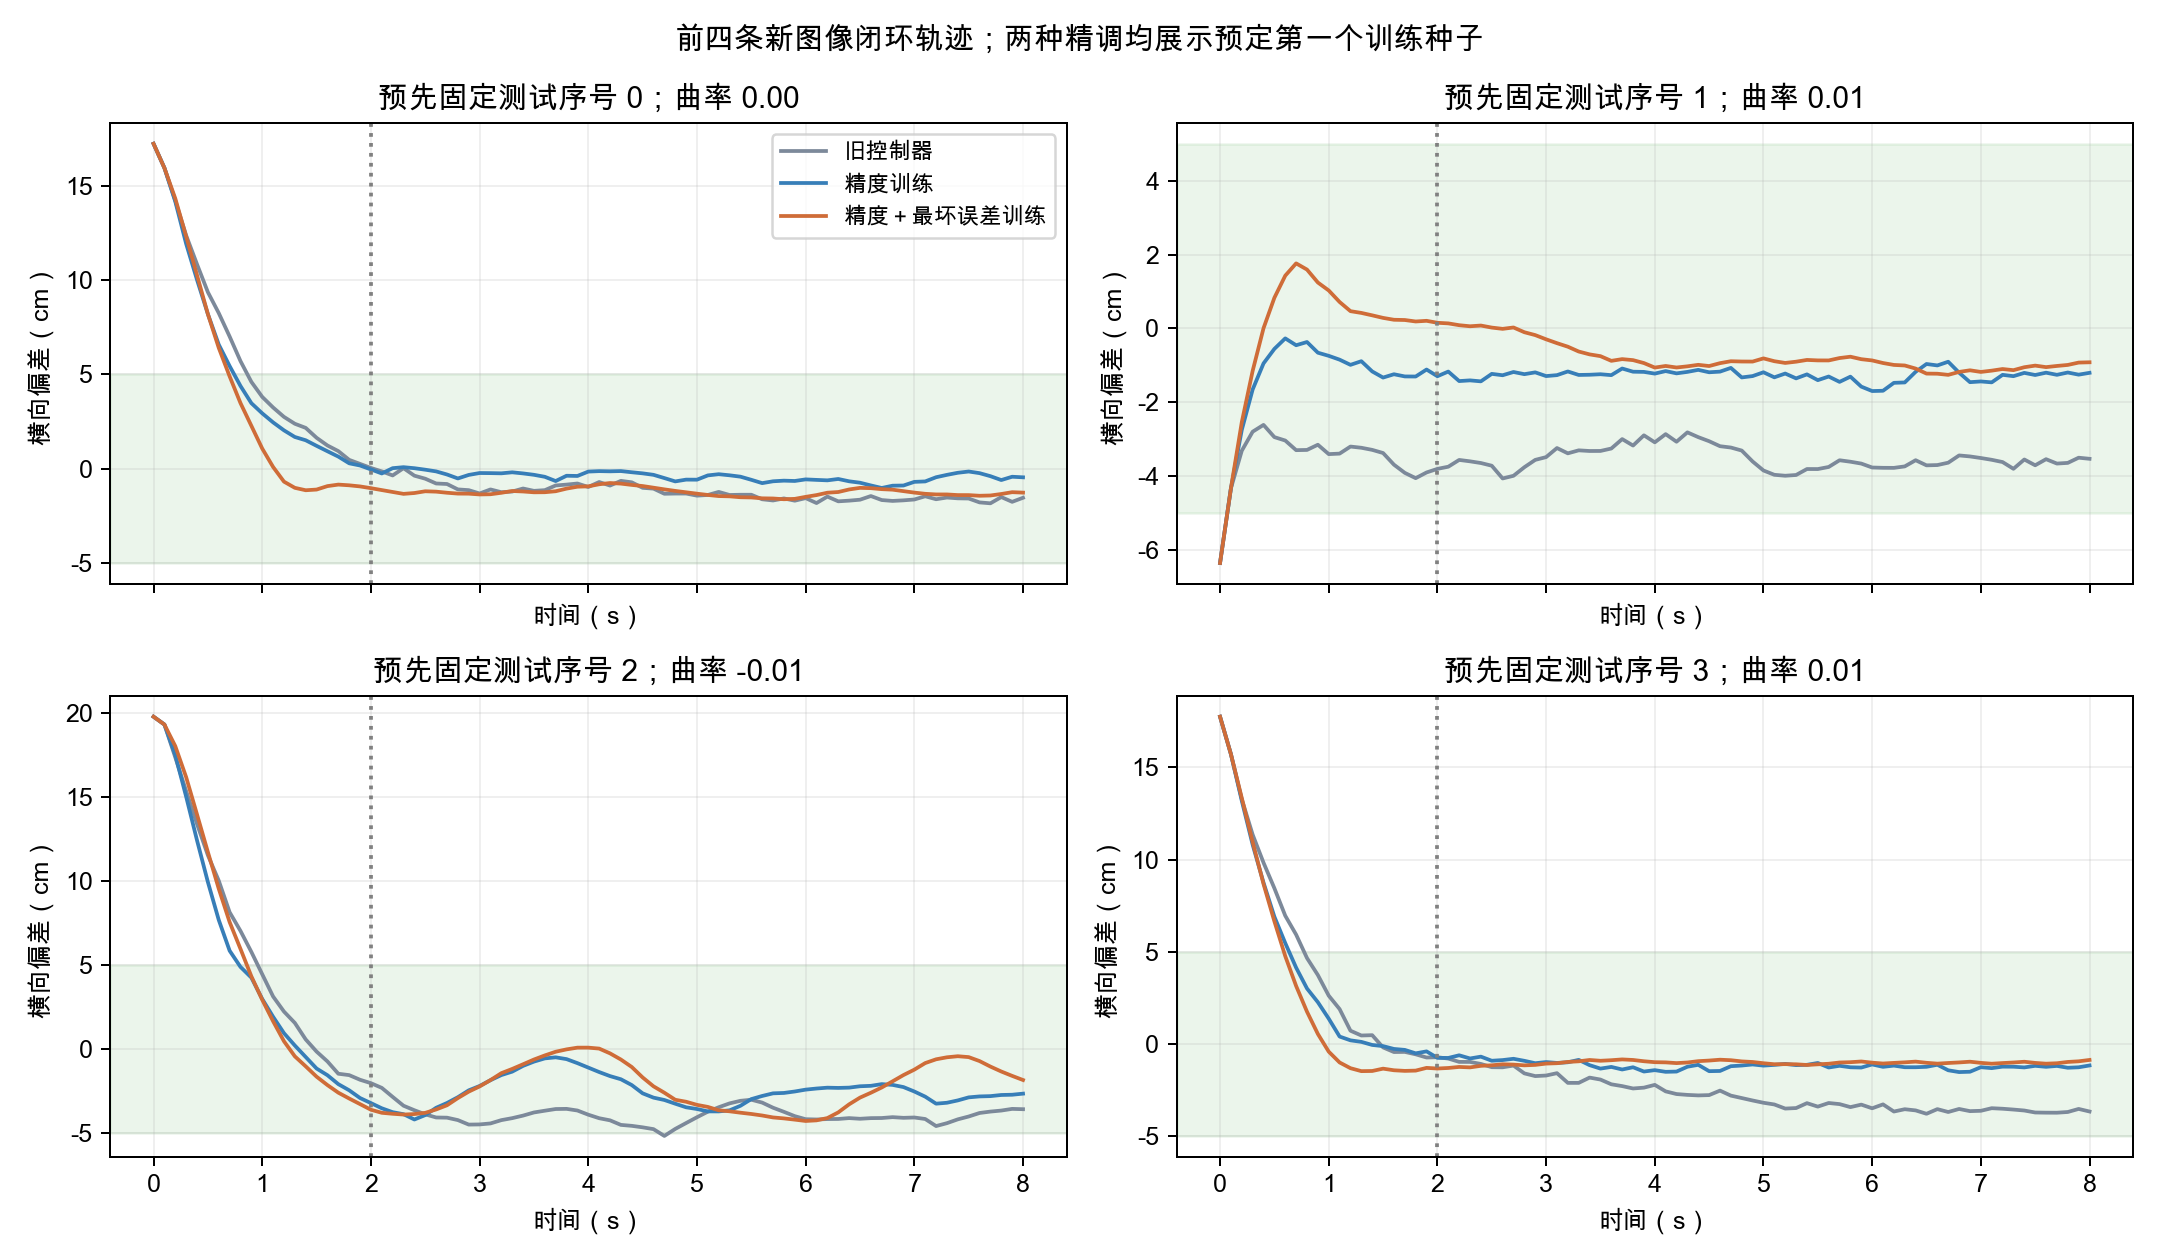 前四条新图像闭环轨迹；两种精调均展示预定第一个训练种子
预先固定测试序号 0；曲率 0.00
横向偏差（cm）
15
10
5
0
-5
旧控制器
精度训练
精度 + 最坏误差训练
时间（s）
预先固定测试序号 1；曲率 0.01
横向偏差（cm）
4
2
0
-2
-4
-6
时间（s）
预先固定测试序号 2；曲率 -0.01
横向偏差（cm）
20
15
10
5
0
-5
0 1 2 3 4 5 6 7 8
时间（s）
预先固定测试序号 3；曲率 0.01
横向偏差（cm）
15
10
5
0
-5
0 1 2 3 4 5 6 7 8
时间（s）